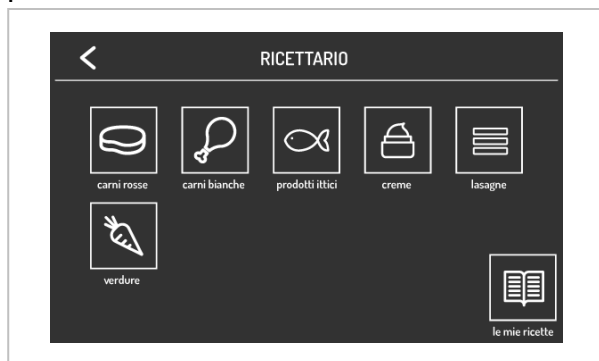 RICETTARIO
carni rosse carni bianche prodotti ittici creme lasagne
verdure
le mie ricette